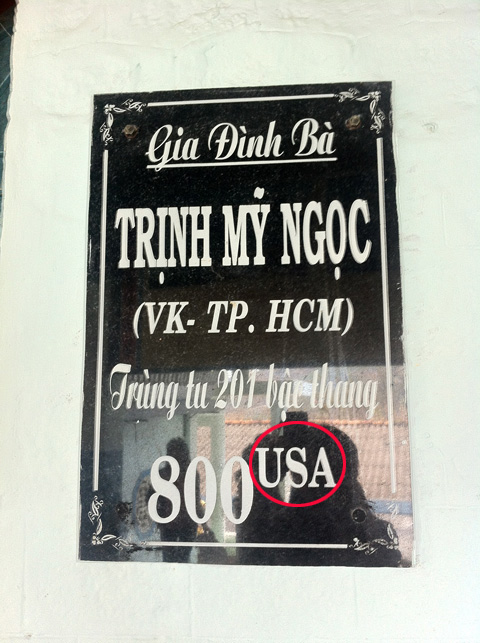 Gia Đình Bà
TRỊNH MỸ NGỌC
(VK- TP. HCM)
Trùng tu 201 bậc thang
800 USA